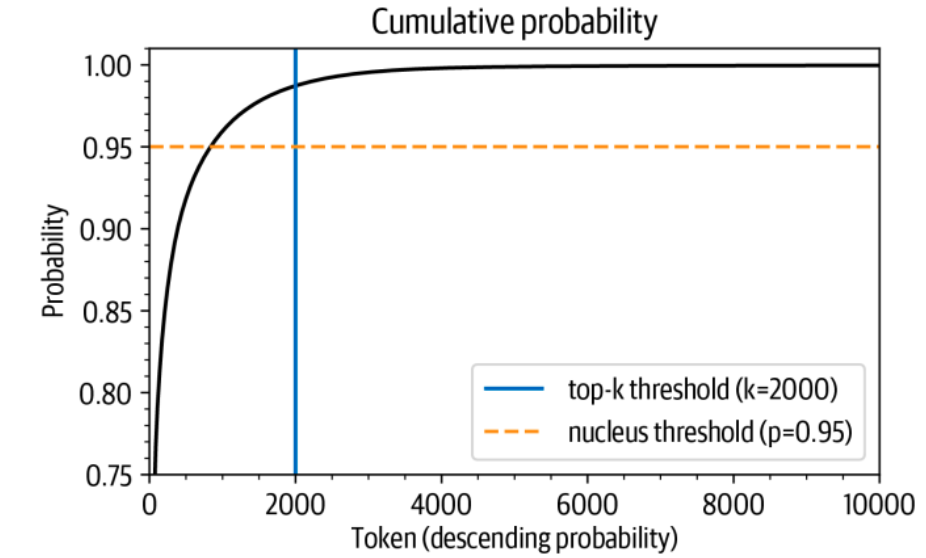 Cumulative probability
1.00
0.95
0.90
0.85
0.80
0.75
Probability
top-k threshold (k=2000)
nucleus threshold (p=0.95)
0 2000 4000 6000 8000 10000
Token (descending probability)